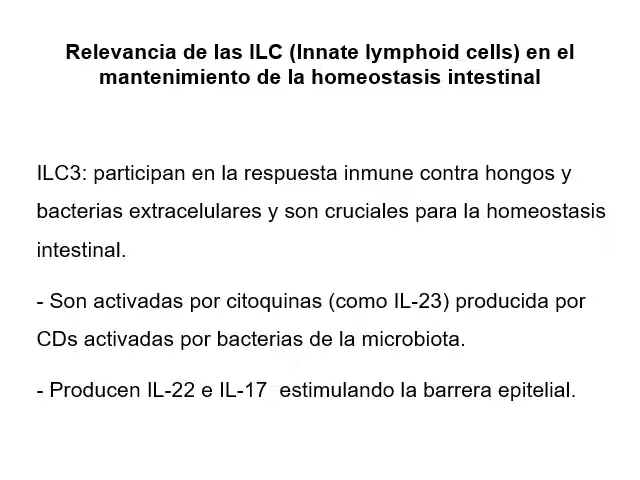 Relevancia de las ILC (Innate lymphoid cells) en el
mantenimiento de la homeostasis intestinal
ILC3: participan en la respuesta inmune contra hongos y
bacterias extracelulares y son cruciales para la homeostasis
intestinal.
- Son activadas por citoquinas (como IL-23) producida por
CDs activadas por bacterias de la microbiota.
- Producen IL-22 e IL-17  estimulando la barrera epitelial.